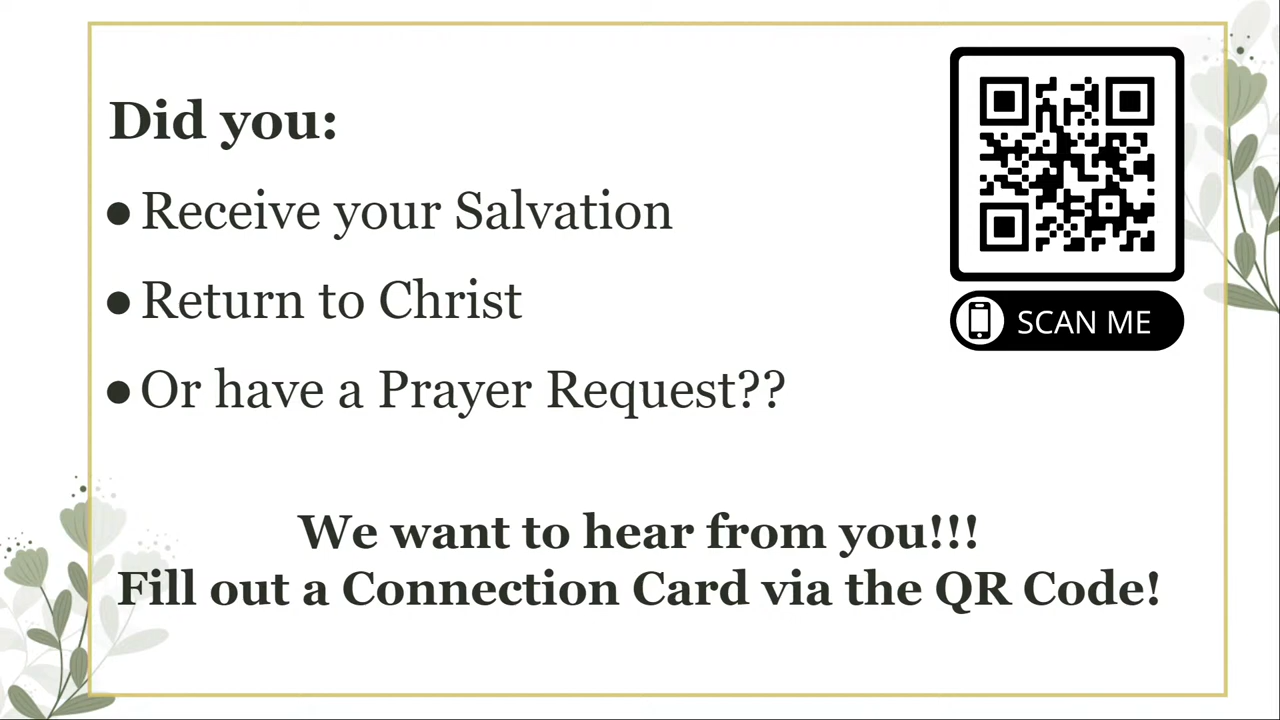 Did you:
● Receive your Salvation
● Return to Christ
● Or have a Prayer Request??
SCAN ME
We want to hear from you!!!
Fill out a Connection Card via the QR Code!